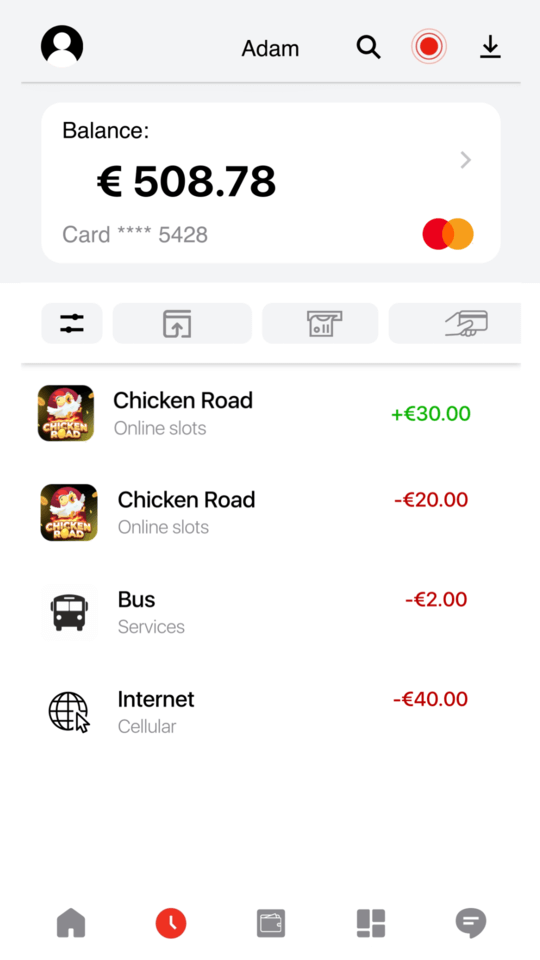 Adam
Balance:
€ 508.78
Card **** 5428
Chicken Road
+€30.00
Online slots
CHICKEN
ROAD
Chicken Road
-€20.00
Online slots
CHICKEN
ROAD
Bus
-€2.00
Services
Internet
-€40.00
Cellular